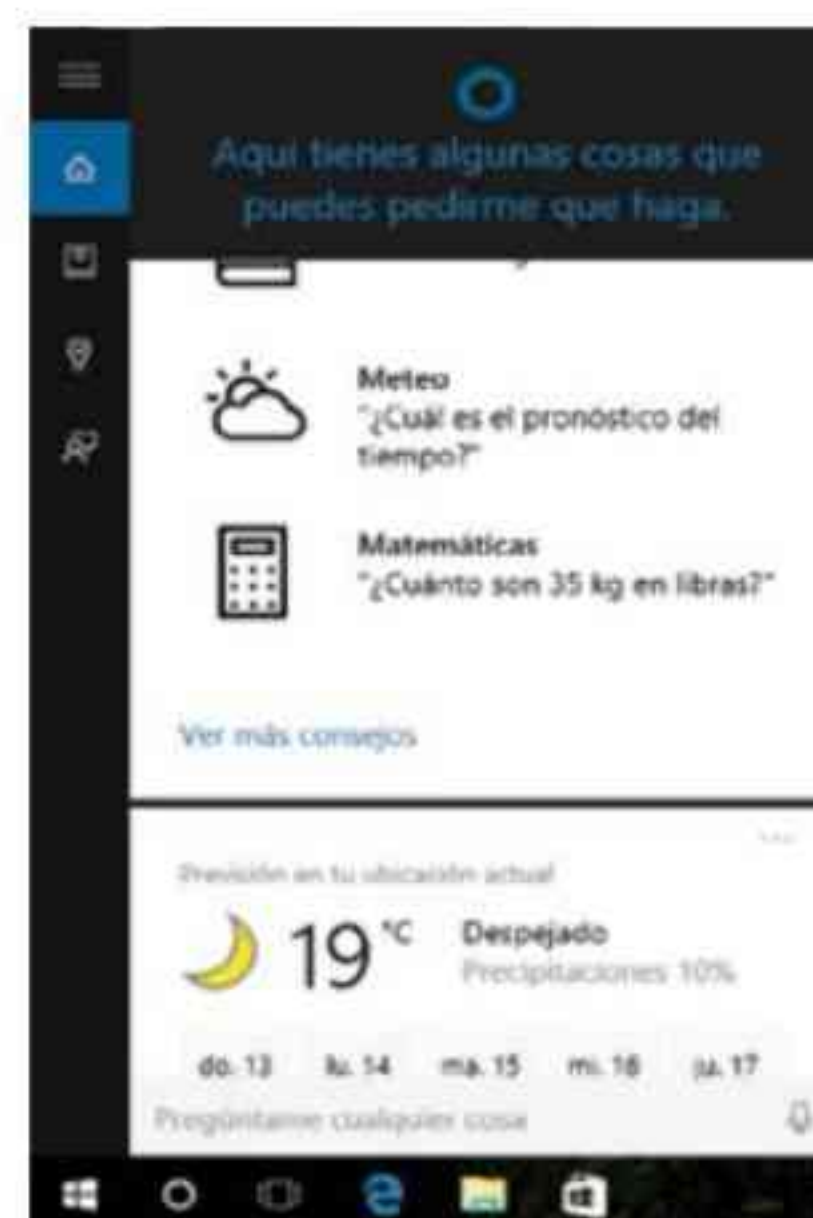 Aquí tienes algunas cosas que
puedes pedirme que haga.
Meteo
"¿Cuál es el pronóstico del
tiempo?"
Matemáticas
"¿Cuánto son 35 kg en libras?"
Ver más consejos
Previsión en tu ubicación actual
19 °C
Despejado
Precipitaciones 10%
do. 13 lu. 14 ma. 15 mi. 16 ju. 17
Pregúntame cualquier cosa